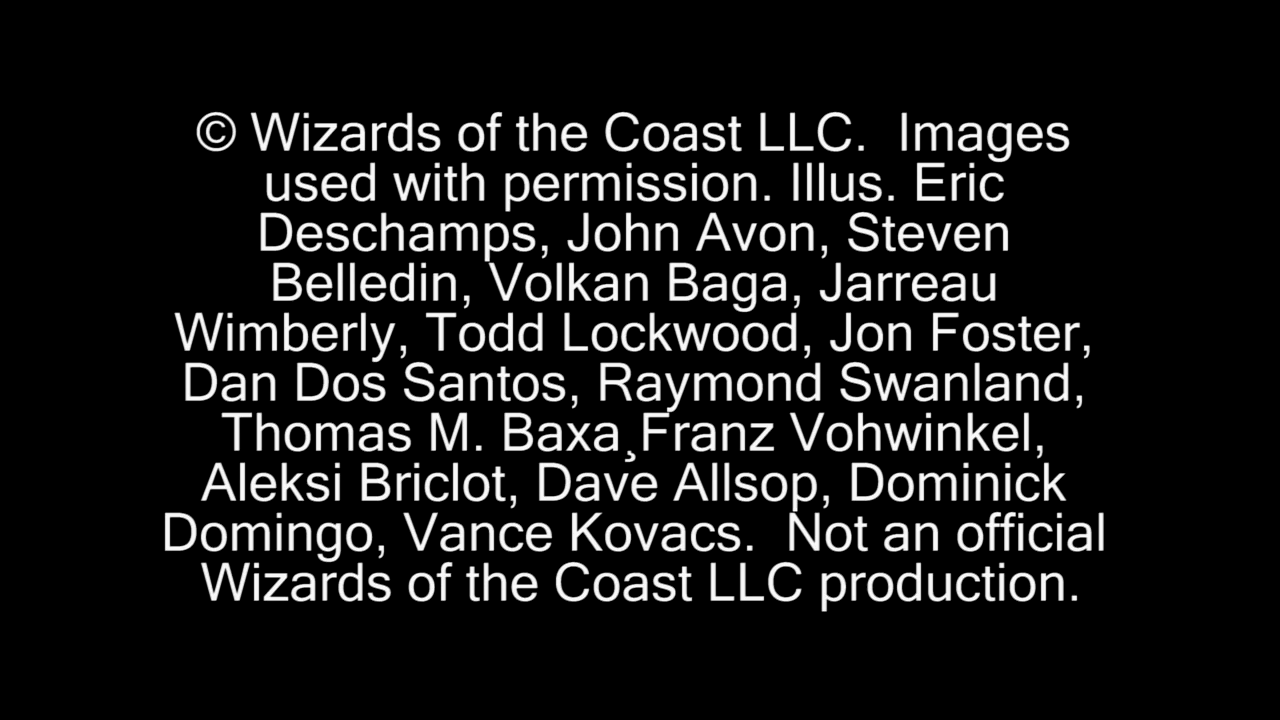 © Wizards of the Coast LLC.  Images
used with permission. Illus. Eric
Deschamps, John Avon, Steven
Belledin, Volkan Baga, Jarreau
Wimberly, Todd Lockwood, Jon Foster,
Dan Dos Santos, Raymond Swanland,
Thomas M. Baxa¸Franz Vohwinkel,
Aleksi Briclot, Dave Allsop, Dominick
Domingo, Vance Kovacs.  Not an official
Wizards of the Coast LLC production.